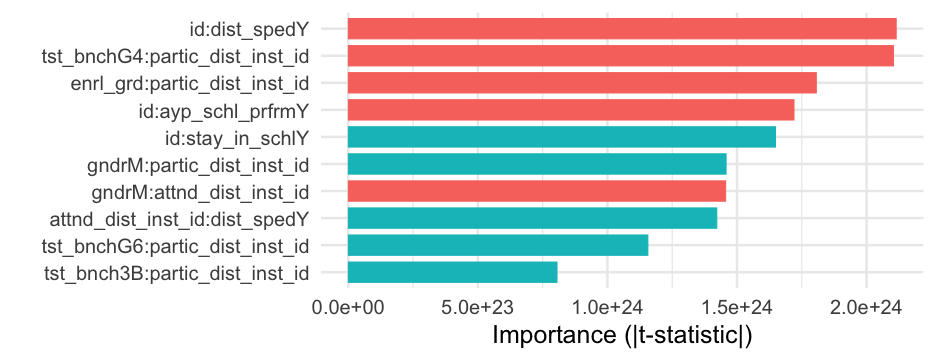 id:dist_spedY
tst_bnchG4:partic_dist_inst_id
enrl_grd:partic_dist_inst_id
id:ayp_schl_prfrmY
id:stay_in_schlY
gndrM:partic_dist_inst_id
gndrM:attnd_dist_inst_id
attnd_dist_inst_id:dist_spedY
tst_bnchG6:partic_dist_inst_id
tst_bnch3B:partic_dist_inst_id
0.0e+00 5.0e+23 1.0e+24 1.5e+24 2.0e+24
Importance (|t-statistic|)